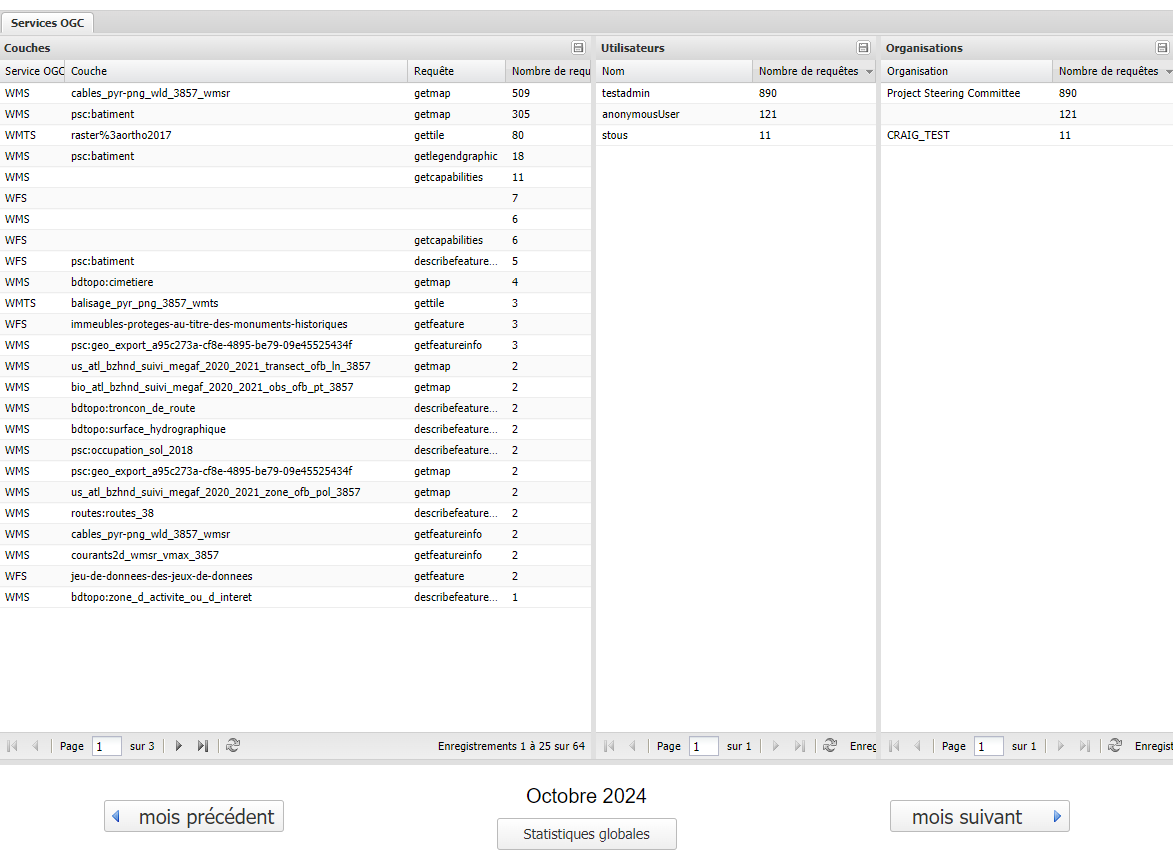 Services OGC
Couches
Service OGC Couche Requête Nombre de requ
WMS cables_pyr-png_wld_3857_wmsr getmap 509
WMS psc:batiment getmap 305
WMTS raster%3aortho2017 gettile 80
WMS psc:batiment getlegendgraphic 18
WMS getcapabilities 11
WFS 7
WMS 6
WFS getcapabilities 6
WFS psc:batiment describefeature... 5
WMS bdtopo:cimetiere getmap 4
WMTS balisage_pyr_png_3857_wmts gettile 3
WFS immeubles-proteges-au-titre-des-monuments-historiques getfeature 3
WMS psc:geo_export_a95c273a-cf8e-4895-be79-09e45525434f getfeatureinfo 3
WMS us_atl_bzhnd_suivi_megaf_2020_2021_transect_ofb_ln_3857 getmap 2
WMS bio_atl_bzhnd_suivi_megaf_2020_2021_obs_ofb_pt_3857 getmap 2
WMS bdtopo:troncon_de_route describefeature... 2
WMS bdtopo:surface_hydrographique describefeature... 2
WMS psc:occupation_sol_2018 describefeature... 2
WMS psc:geo_export_a95c273a-cf8e-4895-be79-09e45525434f getmap 2
WMS us_atl_bzhnd_suivi_megaf_2020_2021_zone_ofb_pol_3857 getmap 2
WMS routes:routes_38 describefeature... 2
WMS cables_pyr-png_wld_3857_wmsr getfeatureinfo 2
WMS courants2d_wmsr_vmax_3857 getfeatureinfo 2
WFS jeu-de-donnees-des-jeux-de-donnees getfeature 2
WMS bdtopo:zone_d_activite_ou_d_interet describefeature... 1
Page 1 sur 3 Enregistrements 1 à 25 sur 64
Utilisateurs
Nom Nombre de requêtes
testadmin 890
anonymousUser 121
stous 11
Page 1 sur 1 Enreg
Organisations
Organisation Nombre de requêtes
Project Steering Committee 890
121
CRAIG_TEST 11
Page 1 sur 1 Enregist
Octobre 2024
mois précédent
Statistiques globales
mois suivant